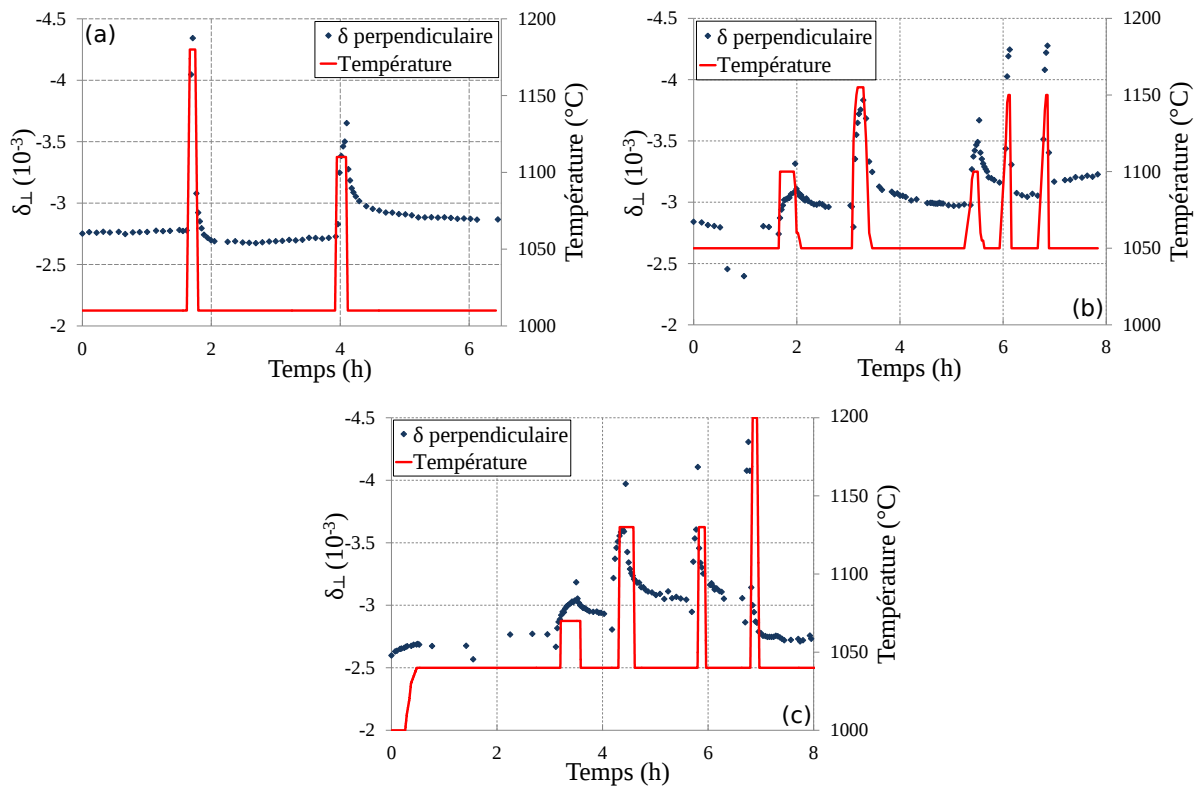 (a)
δ perpendiculaire
Température
-4.5
-4
-3.5
-3
-2.5
-2
δ⊥ (10⁻³)
1200
1150
1100
1050
1000
Température (°C)
0 2 4 6
Temps (h)
δ perpendiculaire
Température
-4.5
-4
-3.5
-3
-2.5
-2
δ⊥ (10⁻³)
1200
1150
1100
1050
1000
Température (°C)
(b)
0 2 4 6 8
Temps (h)
δ perpendiculaire
Température
-4.5
-4
-3.5
-3
-2.5
-2
δ⊥ (10⁻³)
1200
1150
1100
1050
1000
Température (°C)
(c)
0 2 4 6 8
Temps (h)